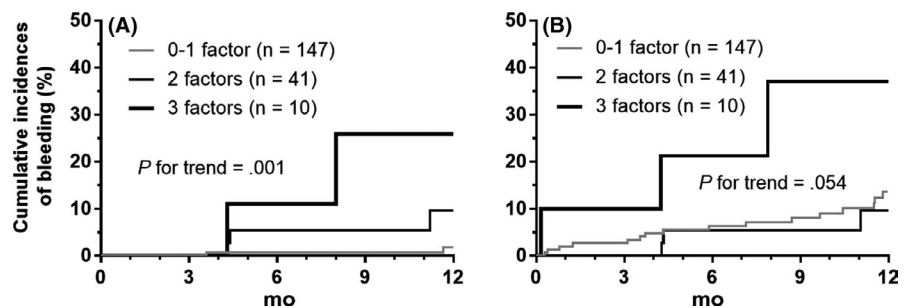 Cumulative incidences
of bleeding (%)
(A)
50
40
30
20
10
0
0-1 factor (n = 147)
2 factors (n = 41)
3 factors (n = 10)
P for trend = .001
0 3 6 9 12
mo
(B)
50
40
30
20
10
0
0-1 factor (n = 147)
2 factors (n = 41)
3 factors (n = 10)
P for trend = .054
0 3 6 9 12
mo